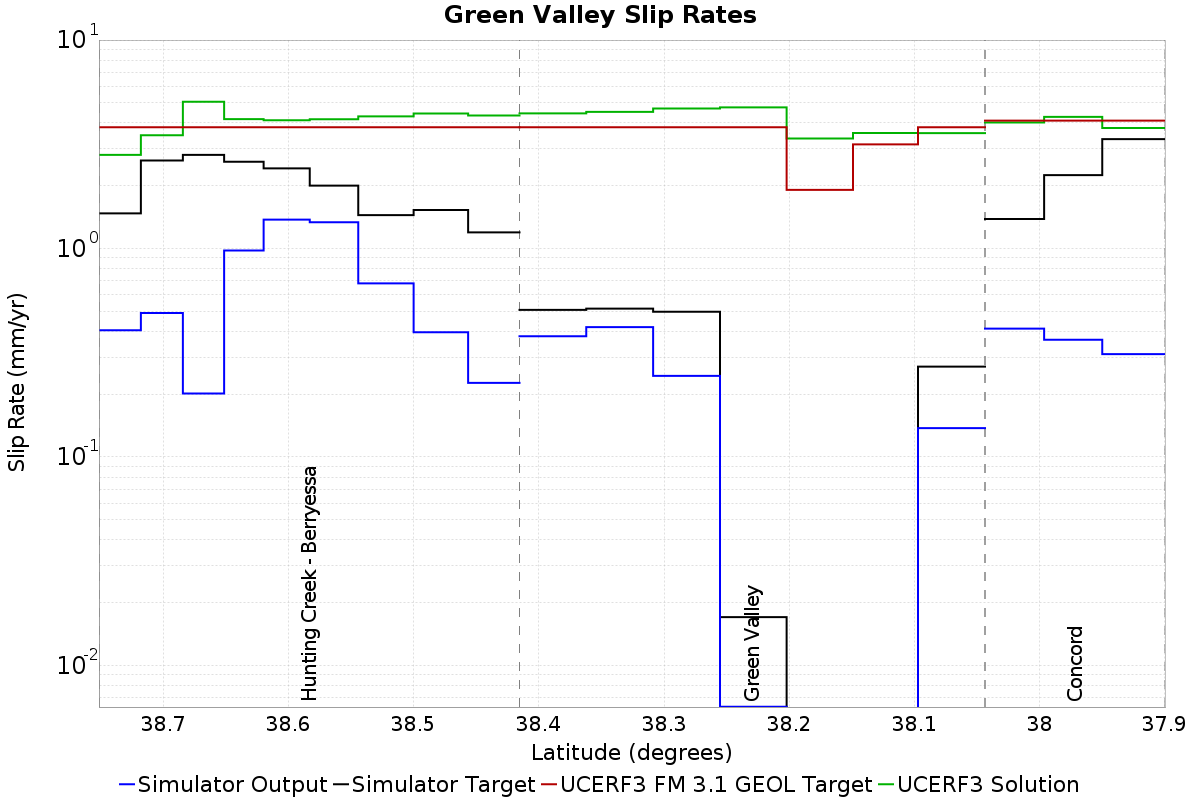 Green Valley Slip Rates
10^1
10^0
10^-1
10^-2
Slip Rate (mm/yr)
Hunting Creek - Berryessa
Green Valley
Concord
38.7 38.6 38.5 38.4 38.3 38.2 38.1 38 37.9
Latitude (degrees)
Simulator Output Simulator Target UCERF3 FM 3.1 GEOL Target UCERF3 Solution